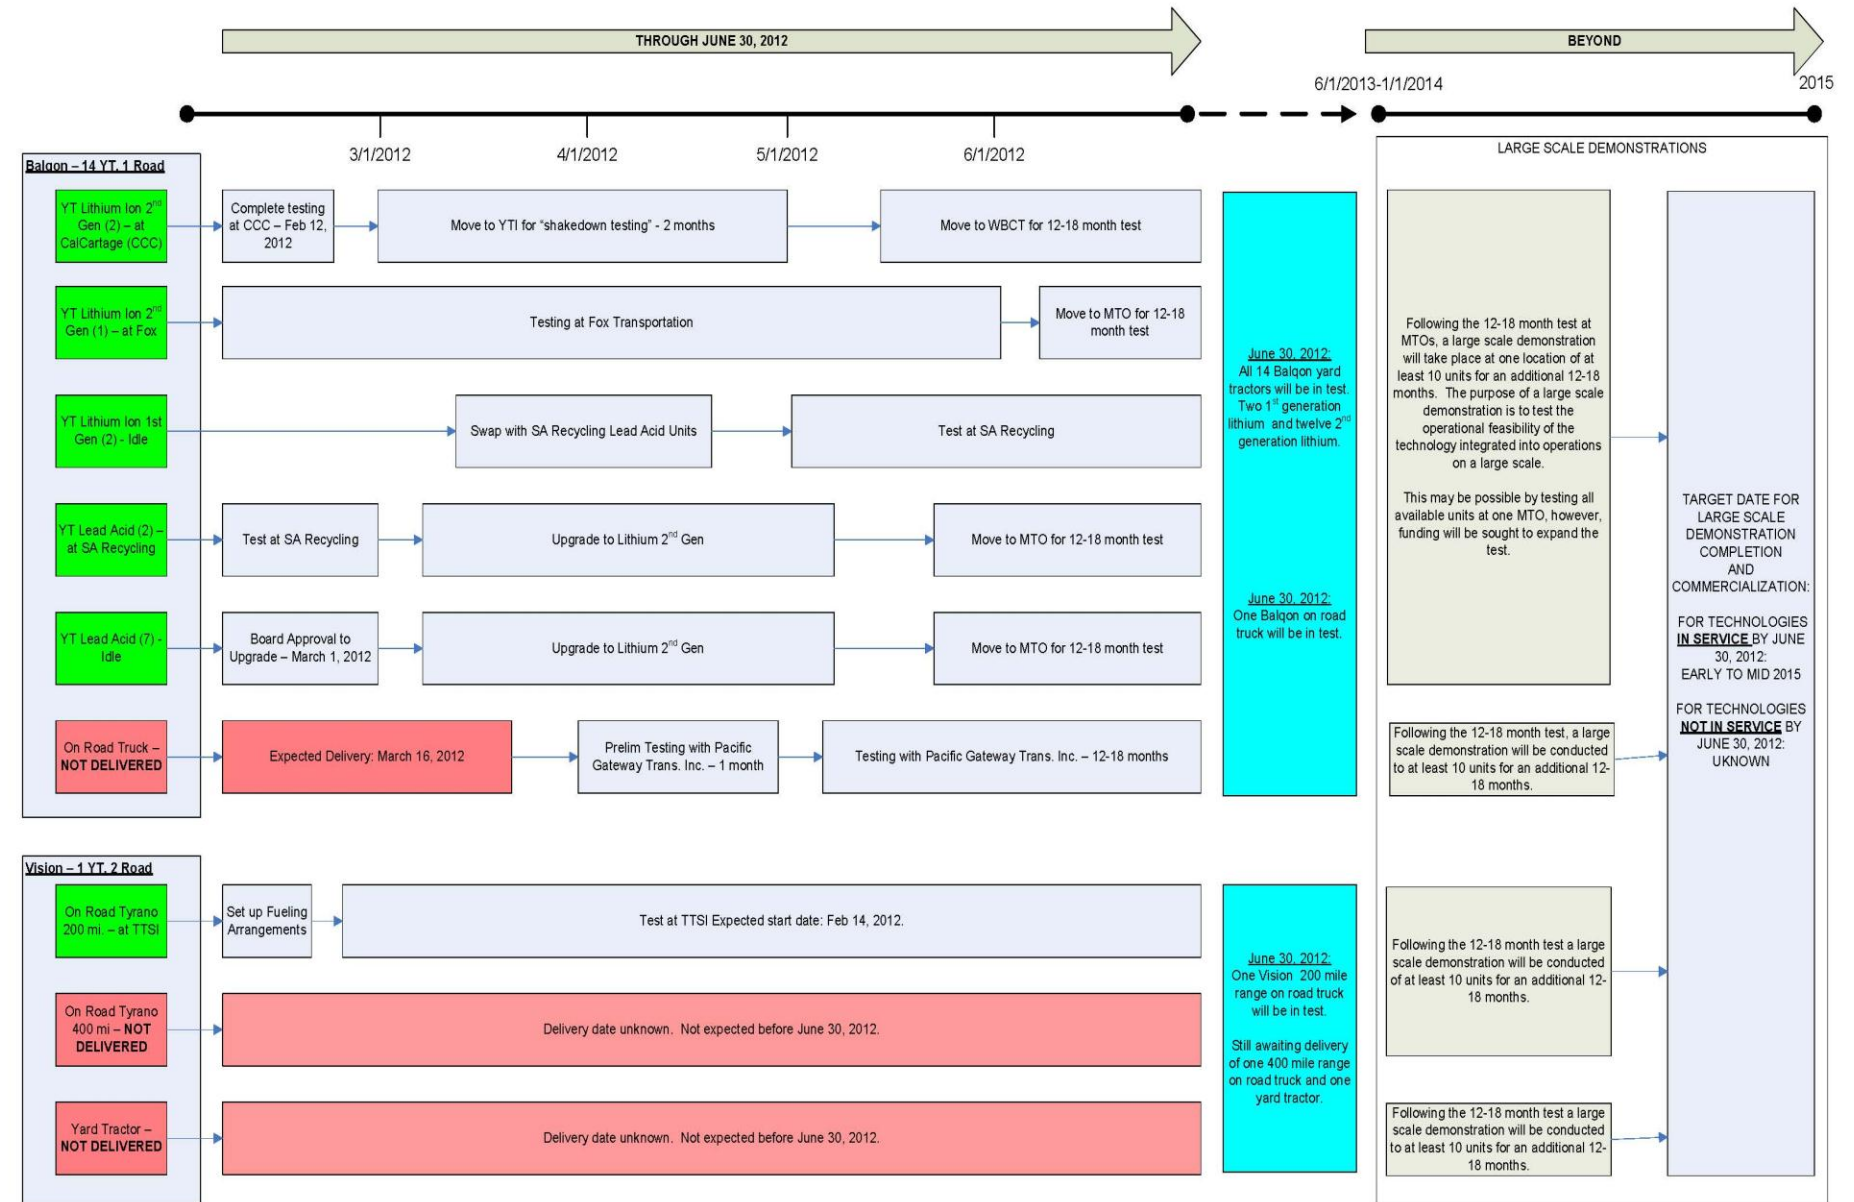 THROUGH JUNE 30, 2012
BEYOND
6/1/2013-1/1/2014
2015
3/1/2012
4/1/2012
5/1/2012
6/1/2012
LARGE SCALE DEMONSTRATIONS
Balqon – 14 YT, 1 Road
YT Lithium Ion 2nd
Gen (2) – at
CalCartage (CCC)
Complete testing
at CCC – Feb 12,
2012
Move to YTI for “shakedown testing” - 2 months
Move to WBCT for 12-18 month test
YT Lithium Ion 2nd
Gen (1) – at Fox
Testing at Fox Transportation
Move to MTO for 12-18
month test
YT Lithium Ion 1st
Gen (2) - Idle
Swap with SA Recycling Lead Acid Units
Test at SA Recycling
YT Lead Acid (2) –
at SA Recycling
Test at SA Recycling
Upgrade to Lithium 2nd Gen
Move to MTO for 12-18 month test
YT Lead Acid (7) -
Idle
Board Approval to
Upgrade – March 1, 2012
Upgrade to Lithium 2nd Gen
Move to MTO for 12-18 month test
On Road Truck –
NOT DELIVERED
Expected Delivery: March 16, 2012
Prelim Testing with Pacific
Gateway Trans. Inc. – 1 month
Testing with Pacific Gateway Trans. Inc. – 12-18 months
June 30, 2012:
All 14 Balqon yard
tractors will be in test.
Two 1st generation
lithium and twelve 2nd
generation lithium.
June 30, 2012:
One Balqon on road
truck will be in test.
Following the 12-18 month test at
MTOs, a large scale demonstration
will take place at one location of at
least 10 units for an additional 12-18
months. The purpose of a large scale
demonstration is to test the
operational feasibility of the
technology integrated into operations
on a large scale.
This may be possible by testing all
available units at one MTO, however,
funding will be sought to expand the
test.
Following the 12-18 month test, a large
scale demonstration will be conducted
to at least 10 units for an additional 12-
18 months.
TARGET DATE FOR
LARGE SCALE
DEMONSTRATION
COMPLETION
AND
COMMERCIALIZATION:
FOR TECHNOLOGIES
IN SERVICE BY JUNE
30, 2012:
EARLY TO MID 2015
FOR TECHNOLOGIES
NOT IN SERVICE BY
JUNE 30, 2012:
UKNOWN
Vision – 1 YT, 2 Road
On Road Tyrano
200 mi. – at TTSI
Set up Fueling
Arrangements
Test at TTSI Expected start date: Feb 14, 2012.
On Road Tyrano
400 mi – NOT
DELIVERED
Delivery date unknown. Not expected before June 30, 2012.
Yard Tractor –
NOT DELIVERED
Delivery date unknown. Not expected before June 30, 2012.
June 30, 2012:
One Vision 200 mile
range on road truck
will be in test.
Still awaiting delivery
of one 400 mile range
on road truck and one
yard tractor.
Following the 12-18 month test a large
scale demonstration will be conducted
of at least 10 units for an additional 12-
18 months.
Following the 12-18 month test a large
scale demonstration will be conducted
to at least 10 units for an additional 12-
18 months.